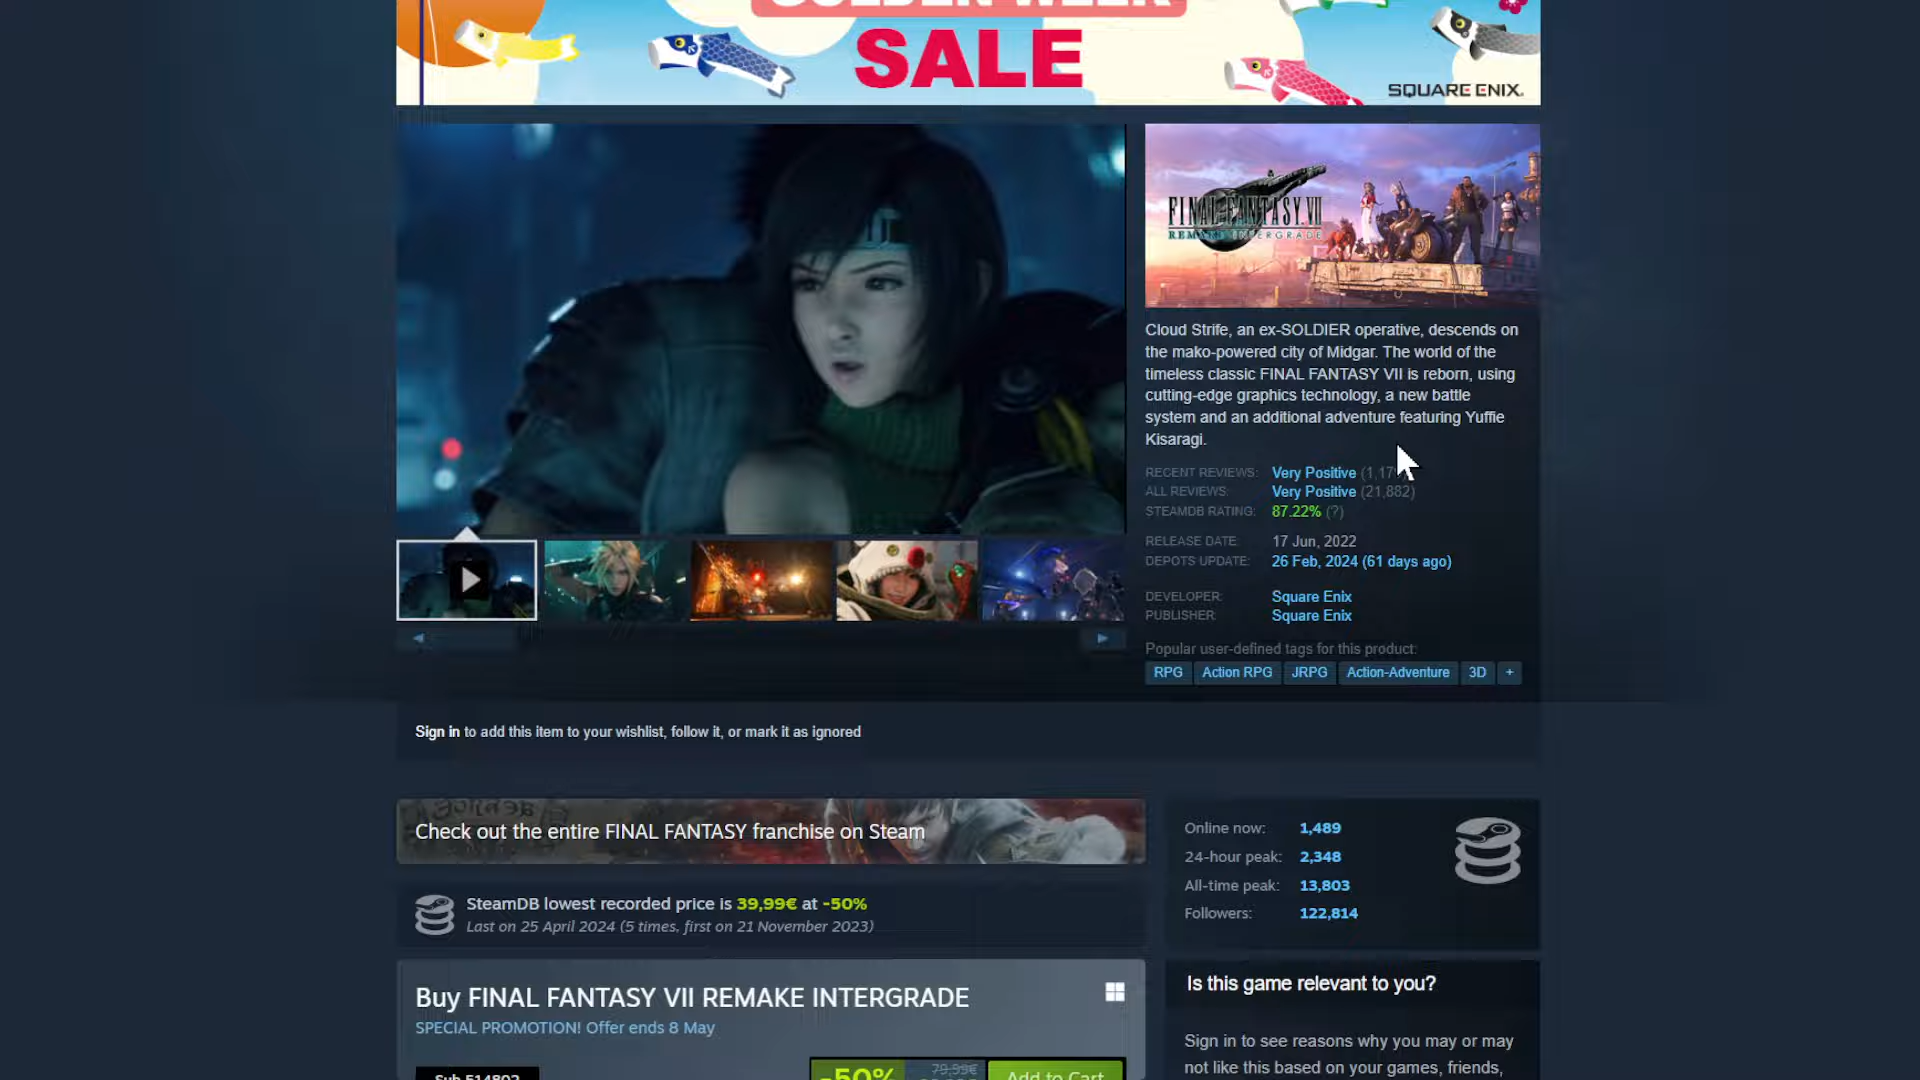 SALE
SQUARE ENIX
FINAL FANTASY VII
REMAKE INTERGRADE
Cloud Strife, an ex-SOLDIER operative, descends on
the mako-powered city of Midgar. The world of the
timeless classic FINAL FANTASY VII is reborn, using
cutting-edge graphics technology, a new battle
system and an additional adventure featuring Yuffie
Kisaragi.
RECENT REVIEWS: Very Positive
ALL REVIEWS: Very Positive (21,882)
STEAMDB RATING: 87.22% (?)
RELEASE DATE: 17 Jun, 2022
DEPOTS UPDATE: 26 Feb, 2024 (61 days ago)
DEVELOPER: Square Enix
PUBLISHER: Square Enix
Popular user-defined tags for this product:
RPG Action RPG JRPG Action-Adventure 3D +
Sign in to add this item to your wishlist, follow it, or mark it as ignored
Check out the entire FINAL FANTASY franchise on Steam
Online now: 1,489
24-hour peak: 2,348
All-time peak: 13,803
Followers: 122,814
SteamDB lowest recorded price is 39,99€ at -50%
Last on 25 April 2024 (5 times, first on 21 November 2023)
Buy FINAL FANTASY VII REMAKE INTERGRADE
SPECIAL PROMOTION! Offer ends 8 May
Sub 514802
-50% 79,99€ Add to Cart
Is this game relevant to you?
Sign in to see reasons why you may or may
not like this based on your games, friends,